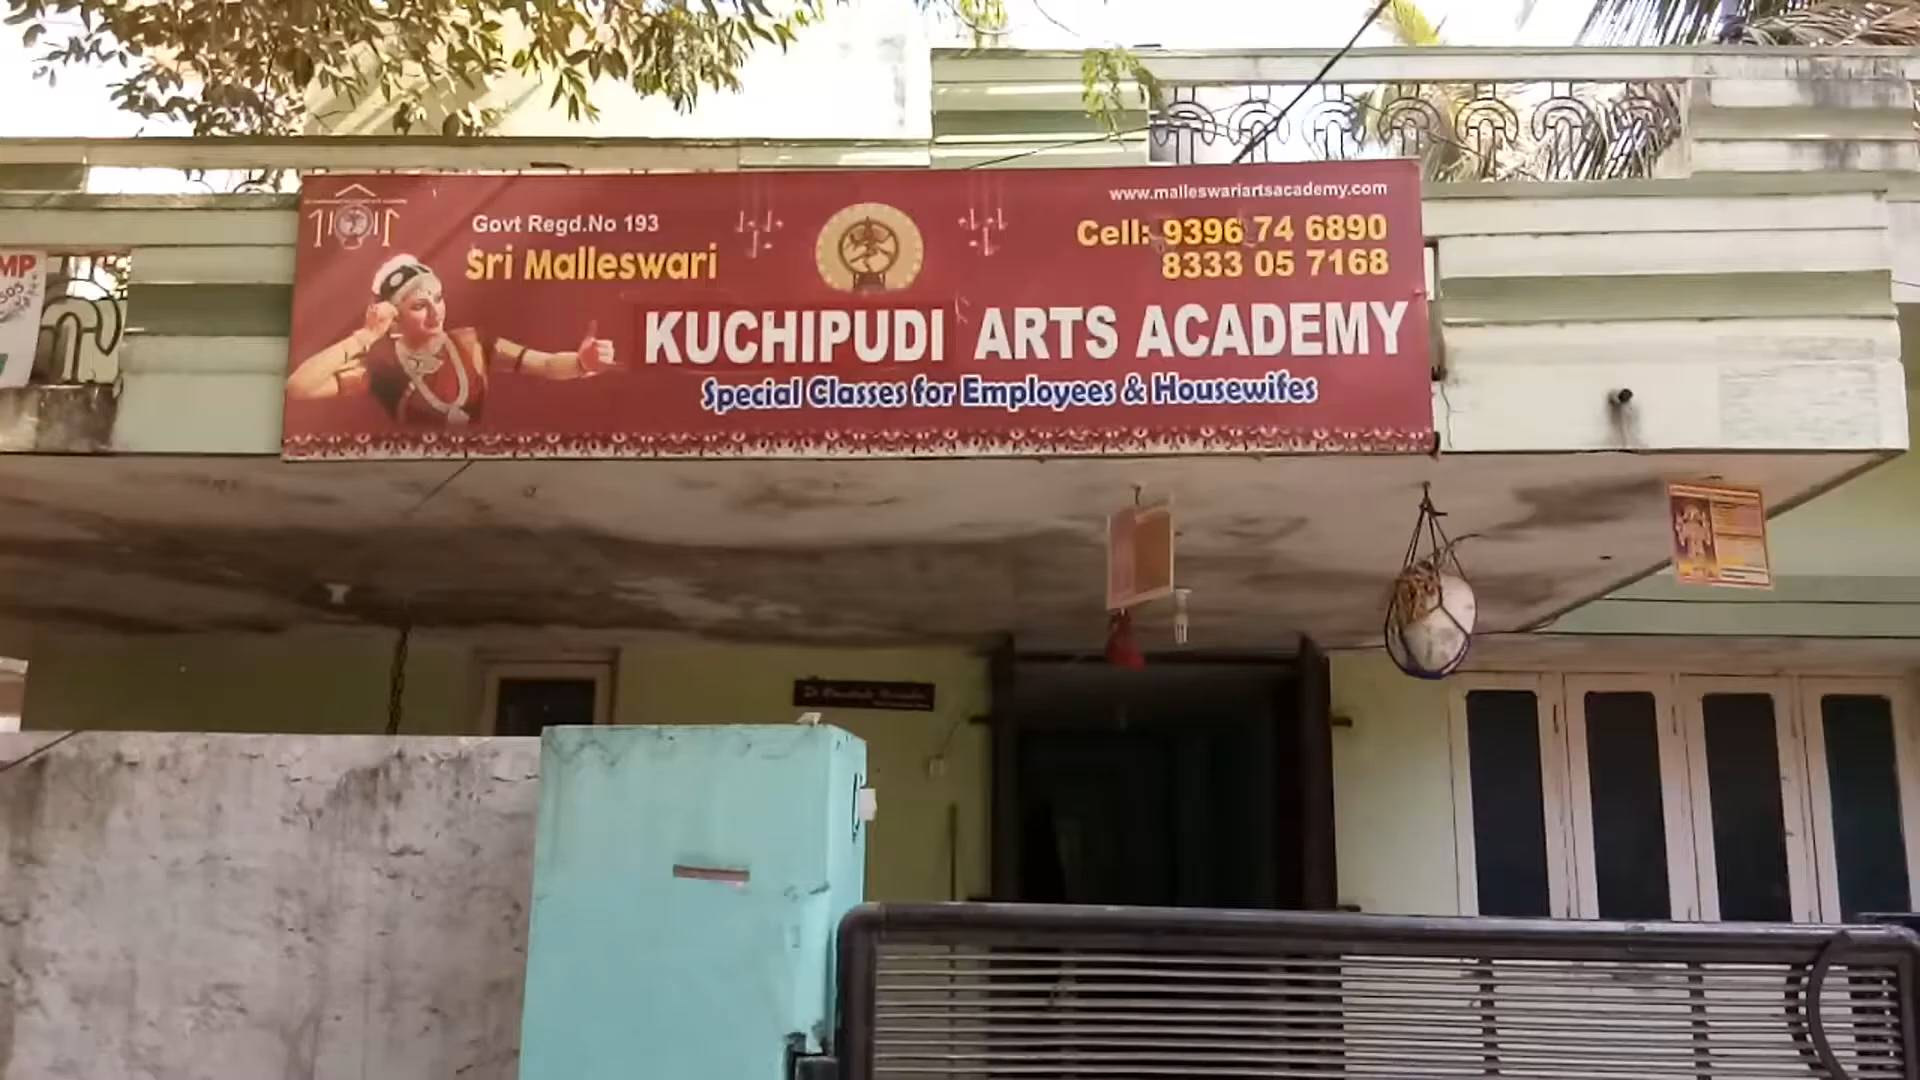 Govt Regd.No 193
Sri Malleswari
www.malleswariartsacademy.com
Cell: 9396 74 6890
8333 05 7168
KUCHIPUDI ARTS ACADEMY
Special Classes for Employees & Housewifes
MP